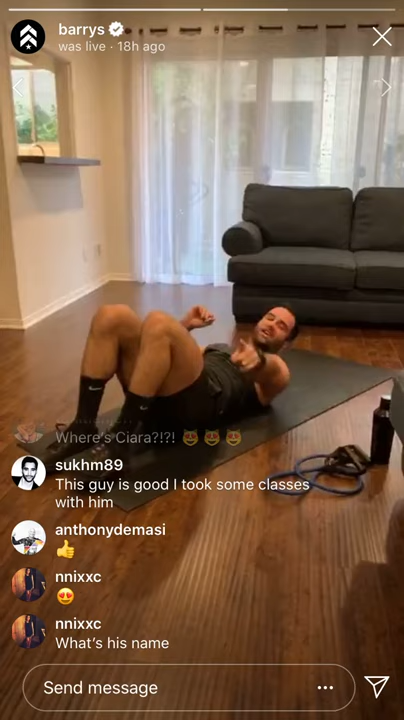 barrys
was live · 18h ago
Where's Ciara?!?! 😻 😻 😻
sukhm89
This guy is good I took some classes
with him
anthonydemasi
👍
nnixxc
😍
nnixxc
What's his name
Send message